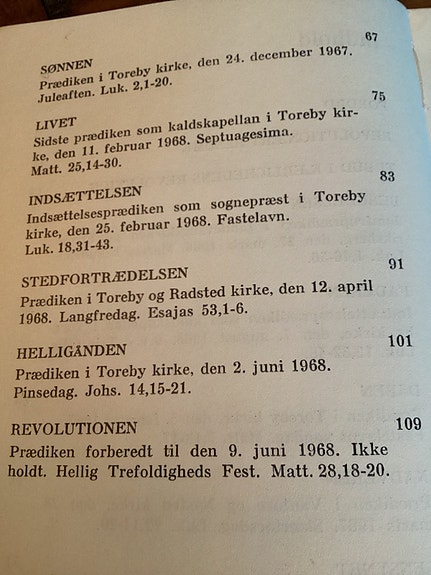 67
SØNNEN
Prædiken i Toreby kirke, den 24. december 1967.
Juleaften. Luk. 2,1-20.
75
LIVET
Sidste prædiken som kaldskapellan i Toreby kir-
ke, den 11. februar 1968. Septuagesima.
Matt. 25,14-30.
83
INDSÆTTELSEN
Indsættelsesprædiken som sognepræst i Toreby
kirke, den 25. februar 1968. Fastelavn.
Luk. 18,31-43.
91
STEDFORTRÆDELSEN
Prædiken i Toreby og Radsted kirke, den 12. april
1968. Langfredag. Esajas 53,1-6.
101
HELLIGÅNDEN
Prædiken i Toreby kirke, den 2. juni 1968.
Pinsedag. Johs. 14,15-21.
REVOLUTIONEN 109
Prædiken forberedt til den 9. juni 1968. Ikke
holdt. Hellig Trefoldigheds Fest. Matt. 28,18-20.